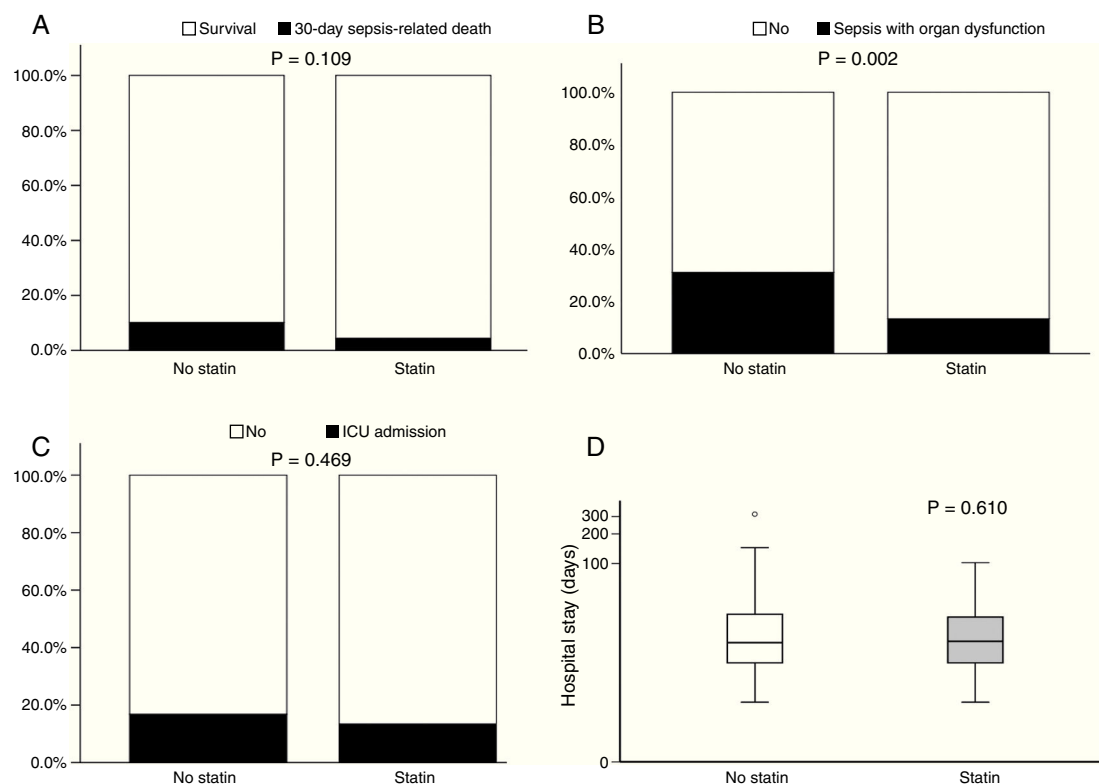 A
Survival 30-day sepsis-related death
P = 0.109
100.0%
80.0%
60.0%
40.0%
20.0%
0.0%
No statin Statin
B
No Sepsis with organ dysfunction
P = 0.002
100.0%
80.0%
60.0%
40.0%
20.0%
0.0%
No statin Statin
C
No ICU admission
P = 0.469
100.0%
80.0%
60.0%
40.0%
20.0%
0.0%
No statin Statin
D
P = 0.610
Hospital stay (days)
300
200
100
0
No statin Statin